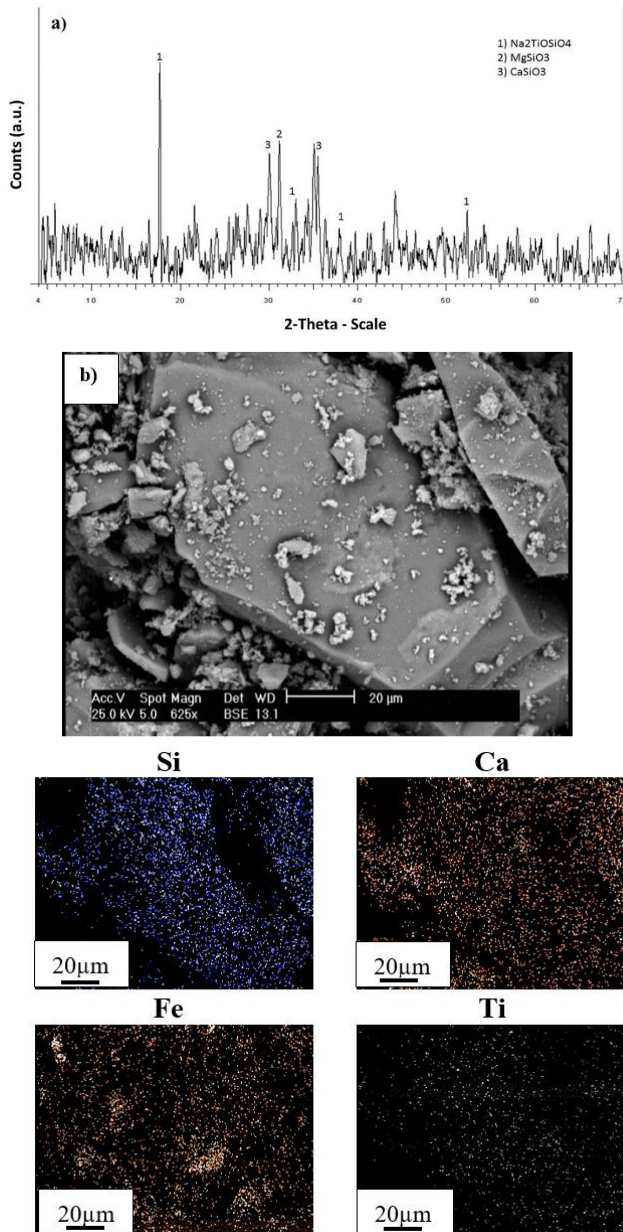 a)
1) Na2TiOSiO4
2) MgSiO3
3) CaSiO3
1
3
2
1
3
1
1
Counts (a.u.)
4 10 20 30 40 50 60 7
2-Theta - Scale
b)
Acc.V Spot Magn Det WD 20 µm
25.0 kV 5.0 625x BSE 13.1
Si Ca
20µm 20µm
Fe Ti
20µm 20µm